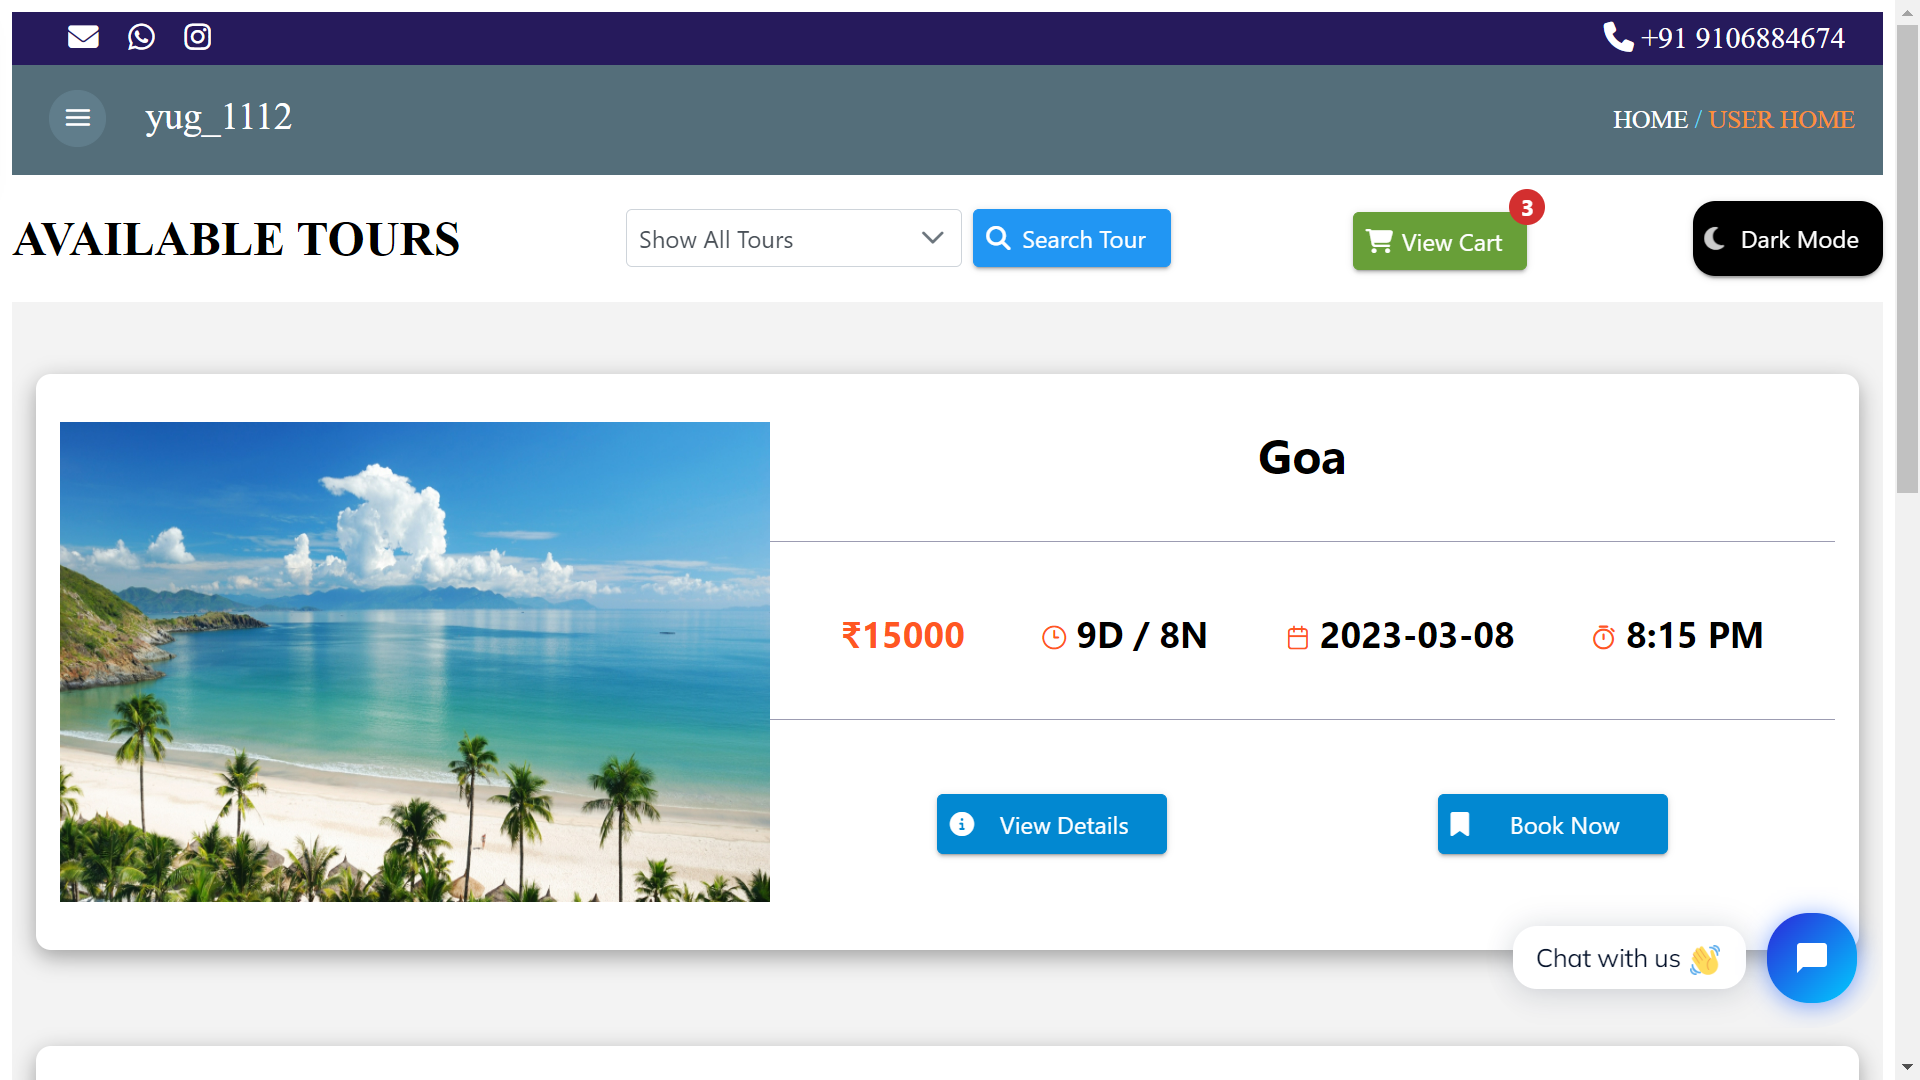 +91 9106884674
yug_1112
HOME / USER HOME
AVAILABLE TOURS
Show All Tours
Search Tour
View Cart
3
Dark Mode
Goa
₹15000
9D / 8N
2023-03-08
8:15 PM
View Details
Book Now
Chat with us 👋